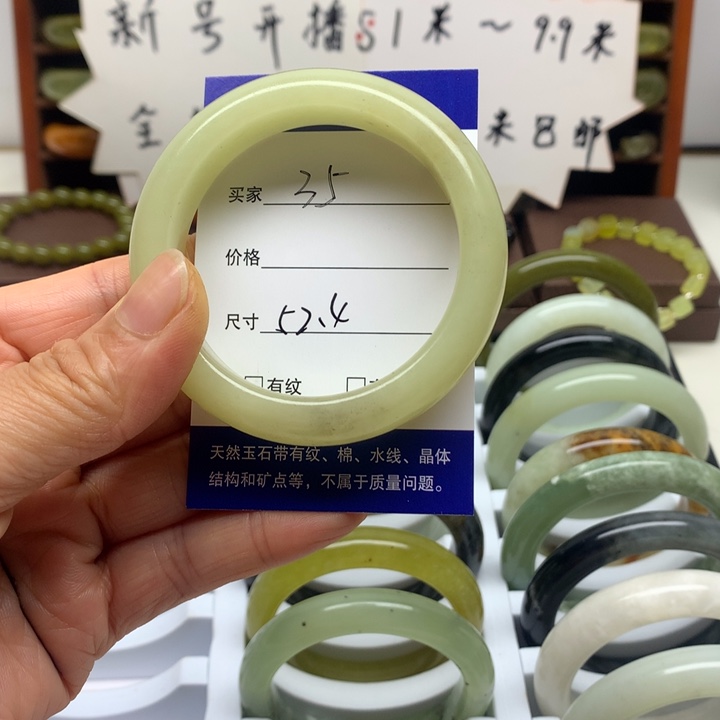 新号开播81米~9.9米
全 米8邮
买家 35
价格
尺寸 52.4
有纹
天然玉石带有纹、棉、水线、晶体
结构和矿点等，不属于质量问题。